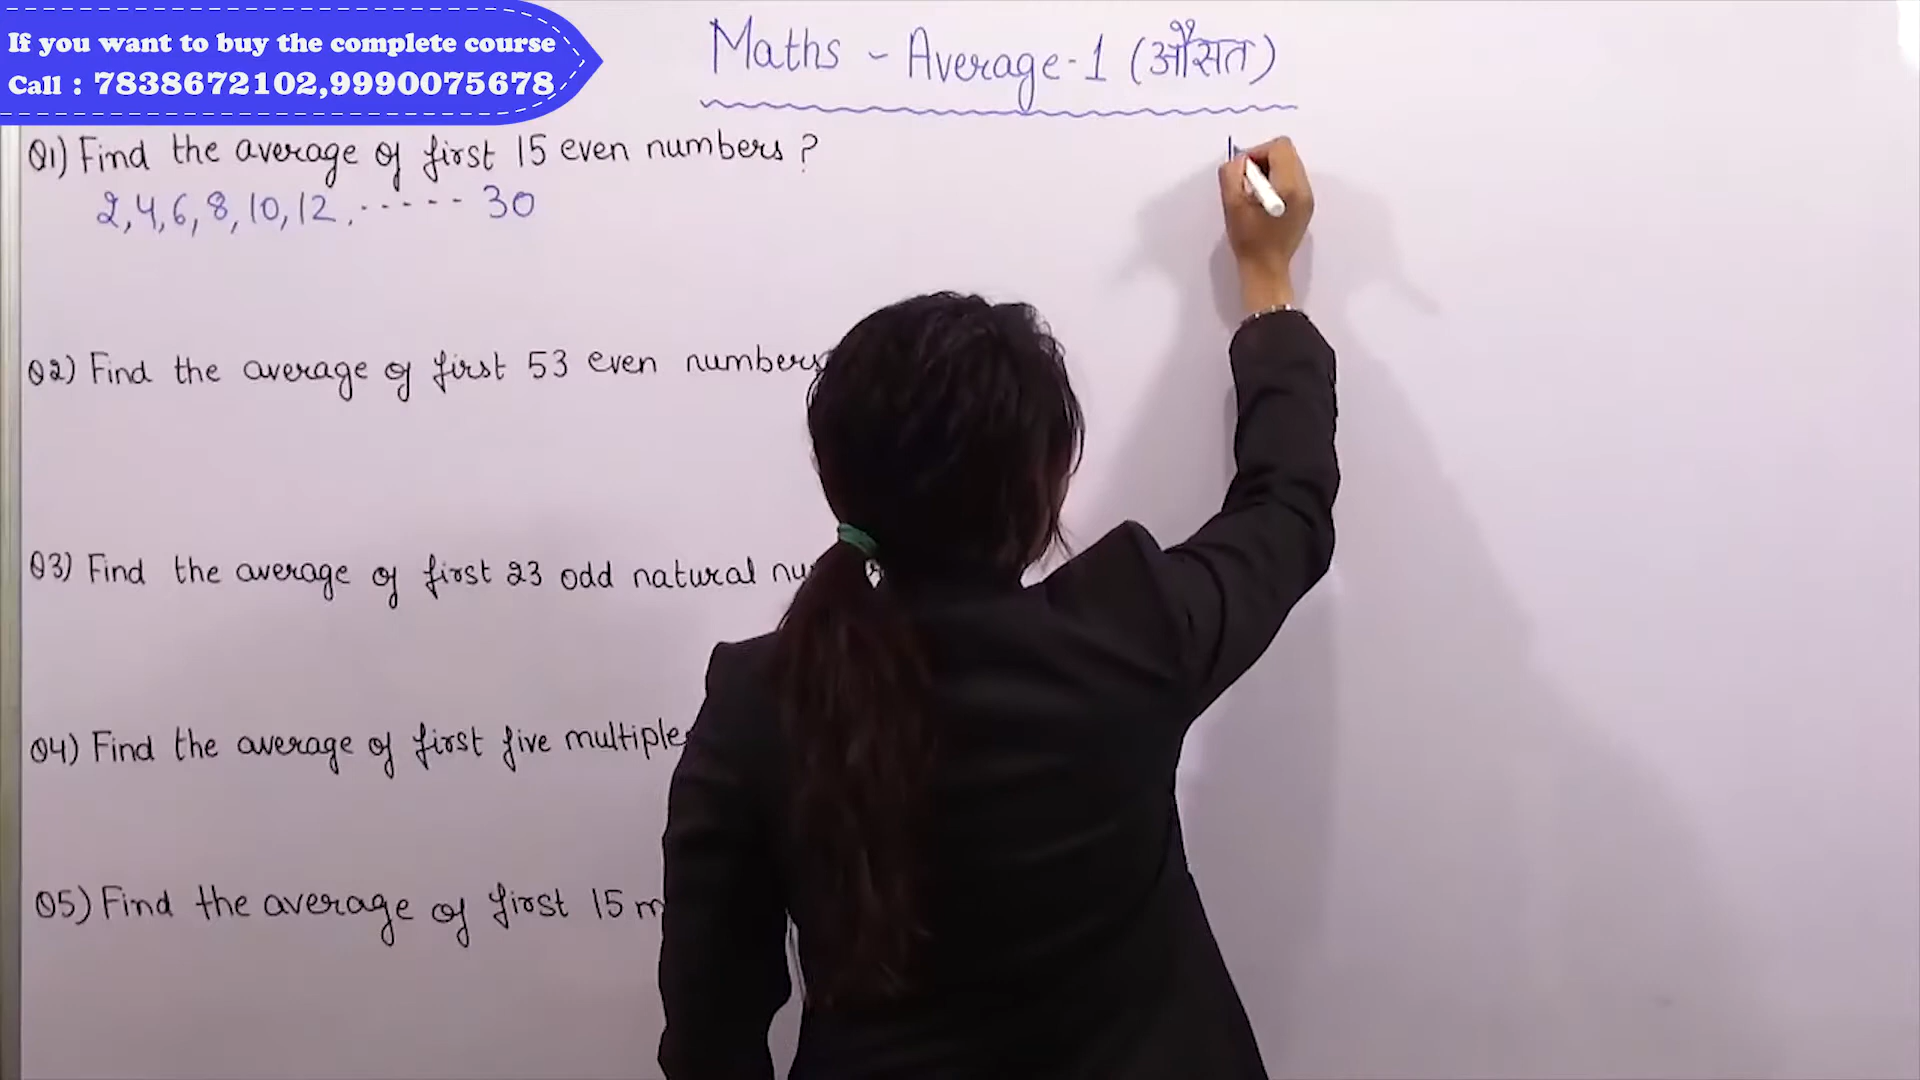 If you want to buy the complete course
Call : 7838672102,9990075678
Maths - Average-1 (औसत)
Q1) Find the average of first 15 even numbers ?
2,4,6,8,10,12,------ 30
Q2) Find the average of first 53 even numbers
Q3) Find the average of first 23 odd natural
Q4) Find the average of first five multiples
Q5) Find the average of first 15